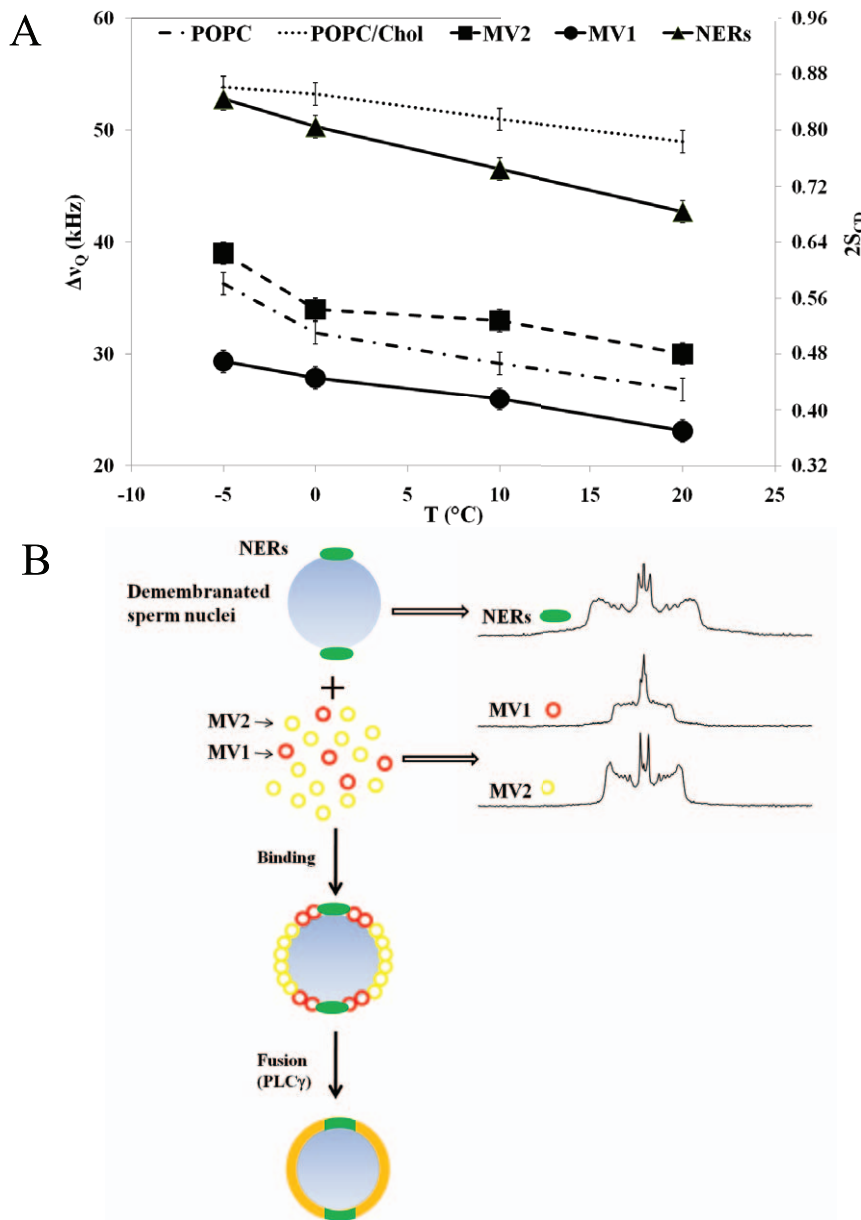 A
POPC POPC/Chol MV2 MV1 NERs
60
50
40
30
20
ΔνQ (kHz)
0.96
0.88
0.80
0.72
0.64
0.56
0.48
0.40
0.32
2SCD
-10 -5 0 5 10 15 20 25
T (°C)
B
NERs
Demembranated
sperm nuclei
NERs
+
MV2
MV1
MV1
MV2
Binding
Fusion
(PLCγ)